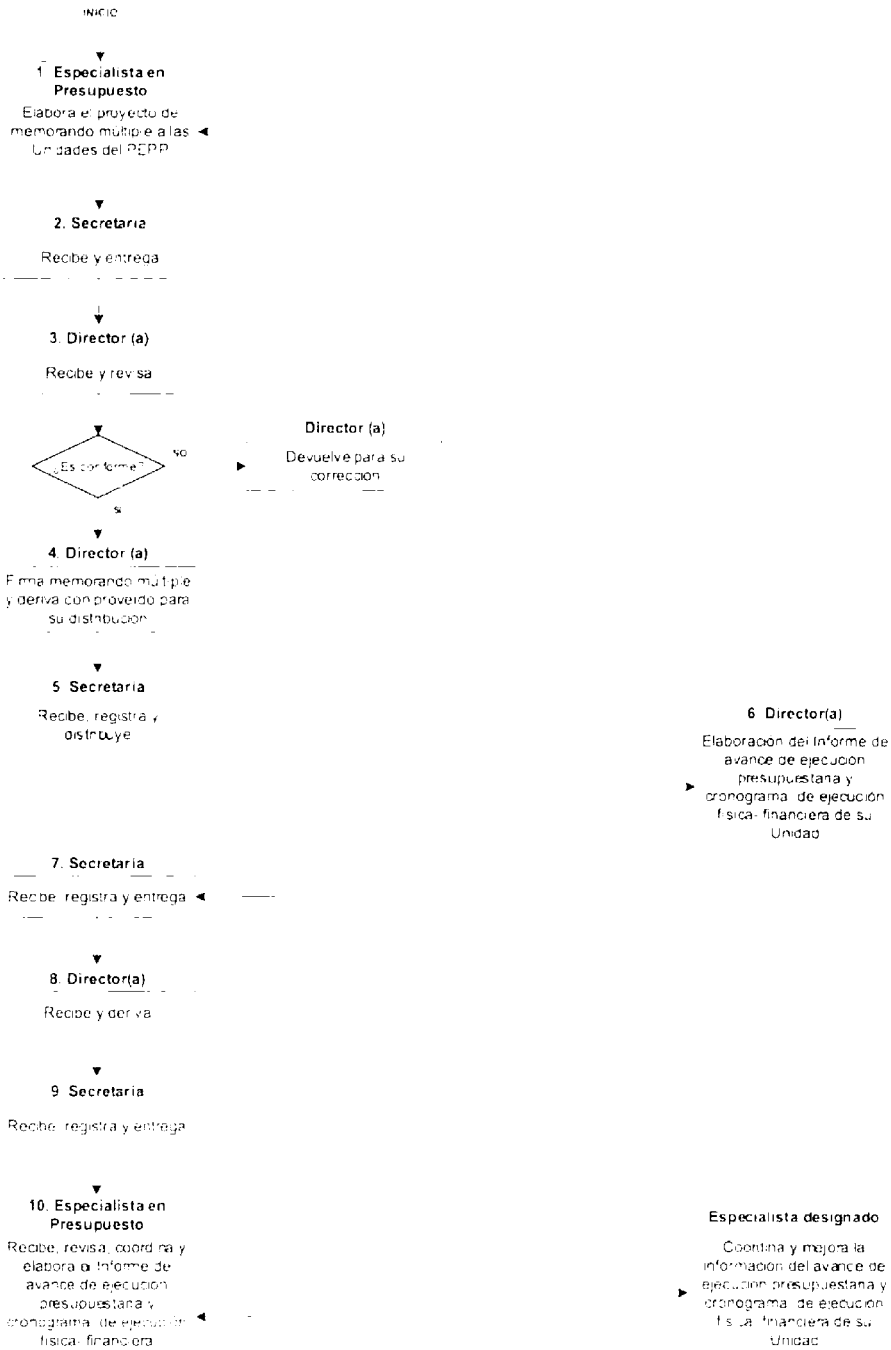 INICIO
1 Especialista en
Presupuesto
Elabora el proyecto de
memorando múltiple a las
Unidades del PEPP
2. Secretaria
Recibe y entrega
3. Director (a)
Recibe y revisa
¿Es conforme?
NO
SI
Director (a)
Devuelve para su
corrección
4. Director (a)
Firma memorando múltiple
y deriva con proveido para
su distribución
5 Secretaria
Recibe, registra y
distribuye
6 Director(a)
Elaboración del Informe de
avance de ejecución
presupuestaria y
cronograma de ejecución
física- financiera de su
Unidad
7. Secretaria
Recibe registra y entrega
8. Director(a)
Recibe y deriva
9 Secretaria
Recibe registra y entrega
10. Especialista en
Presupuesto
Recibe, revisa, coordina y
elabora el Informe de
avance de ejecución
presupuestaria y
cronograma de ejecución
física- financiera
Especialista designado
Coordina y mejora la
información del avance de
ejecución presupuestaria y
cronograma de ejecución
física financiera de su
Unidad